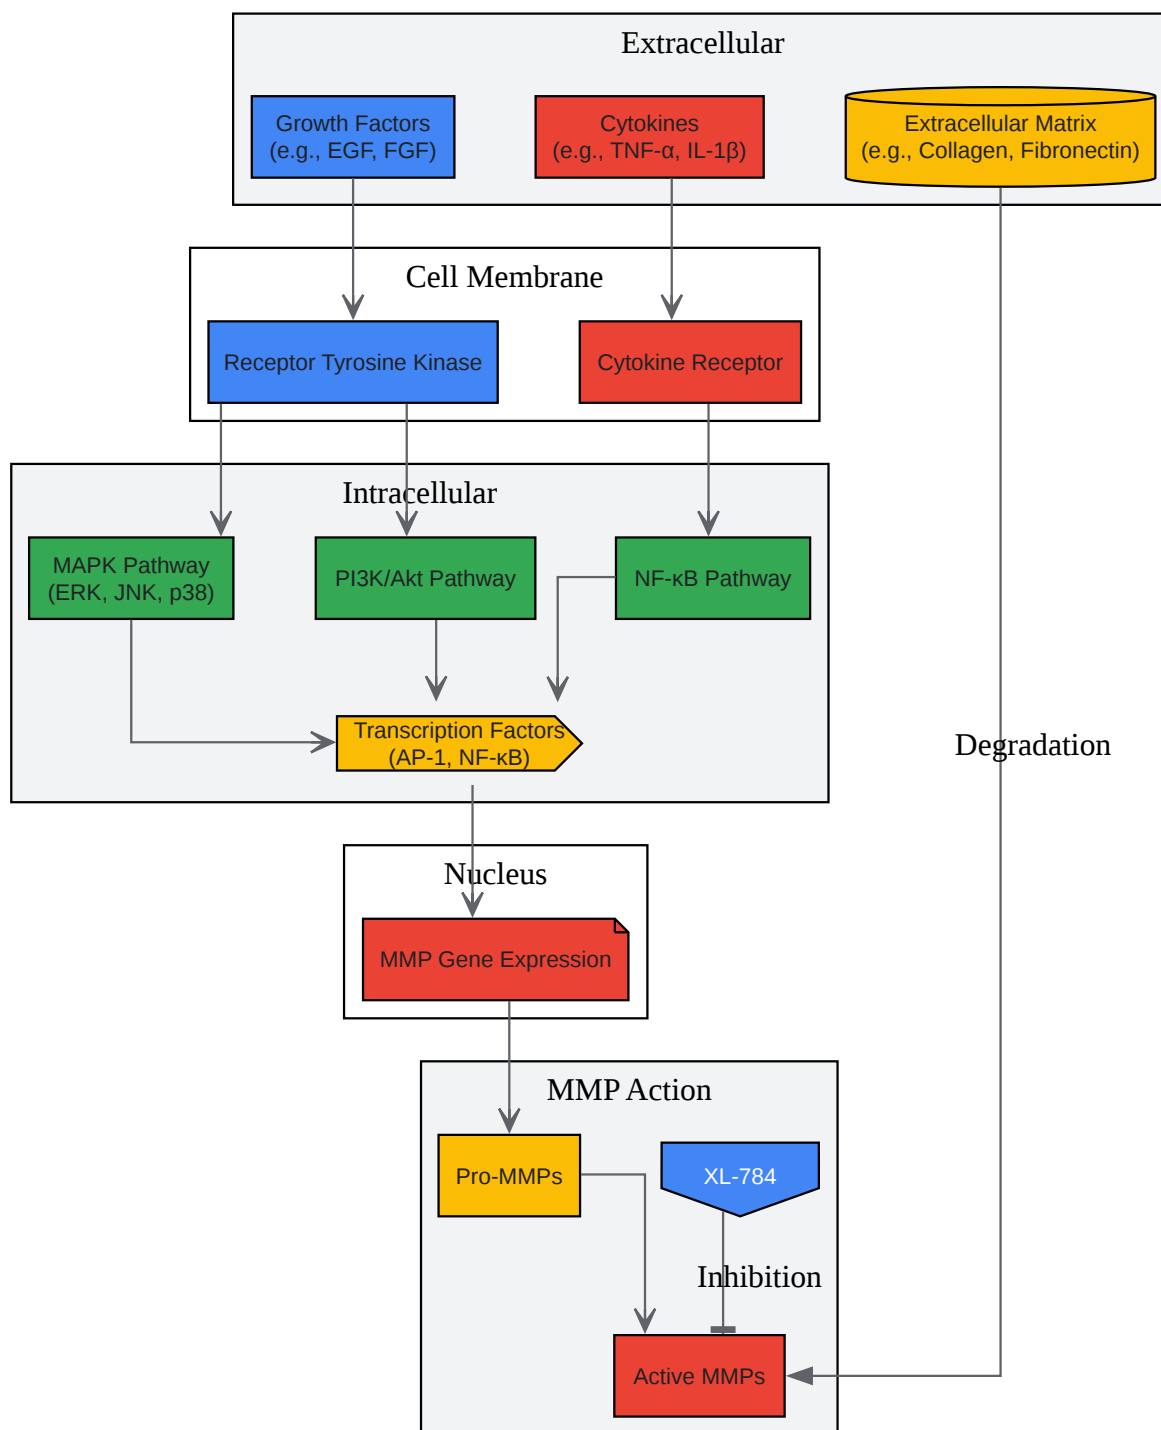 Extracellular
Growth Factors
(e.g., EGF, FGF)
Cytokines
(e.g., TNF-α, IL-1β)
Extracellular Matrix
(e.g., Collagen, Fibronectin)
Cell Membrane
Receptor Tyrosine Kinase
Cytokine Receptor
Intracellular
MAPK Pathway
(ERK, JNK, p38)
PI3K/Akt Pathway
NF-κB Pathway
Transcription Factors
(AP-1, NF-κB)
Degradation
Nucleus
MMP Gene Expression
MMP Action
Pro-MMPs
XL-784
Inhibition
Active MMPs